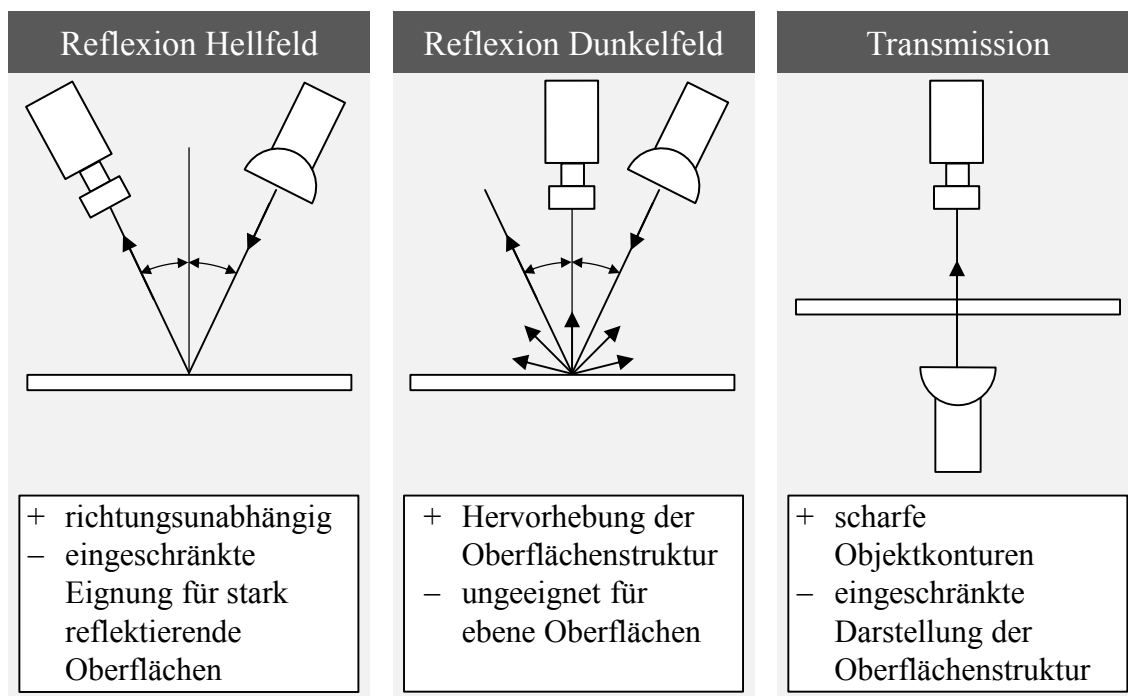 Reflexion Hellfeld
+ richtungsunabhängig
– eingeschränkte
Eignung für stark
reflektierende
Oberflächen
Reflexion Dunkelfeld
+ Hervorhebung der
Oberflächenstruktur
– ungeeignet für
ebene Oberflächen
Transmission
+ scharfe
Objektkonturen
– eingeschränkte
Darstellung der
Oberflächenstruktur